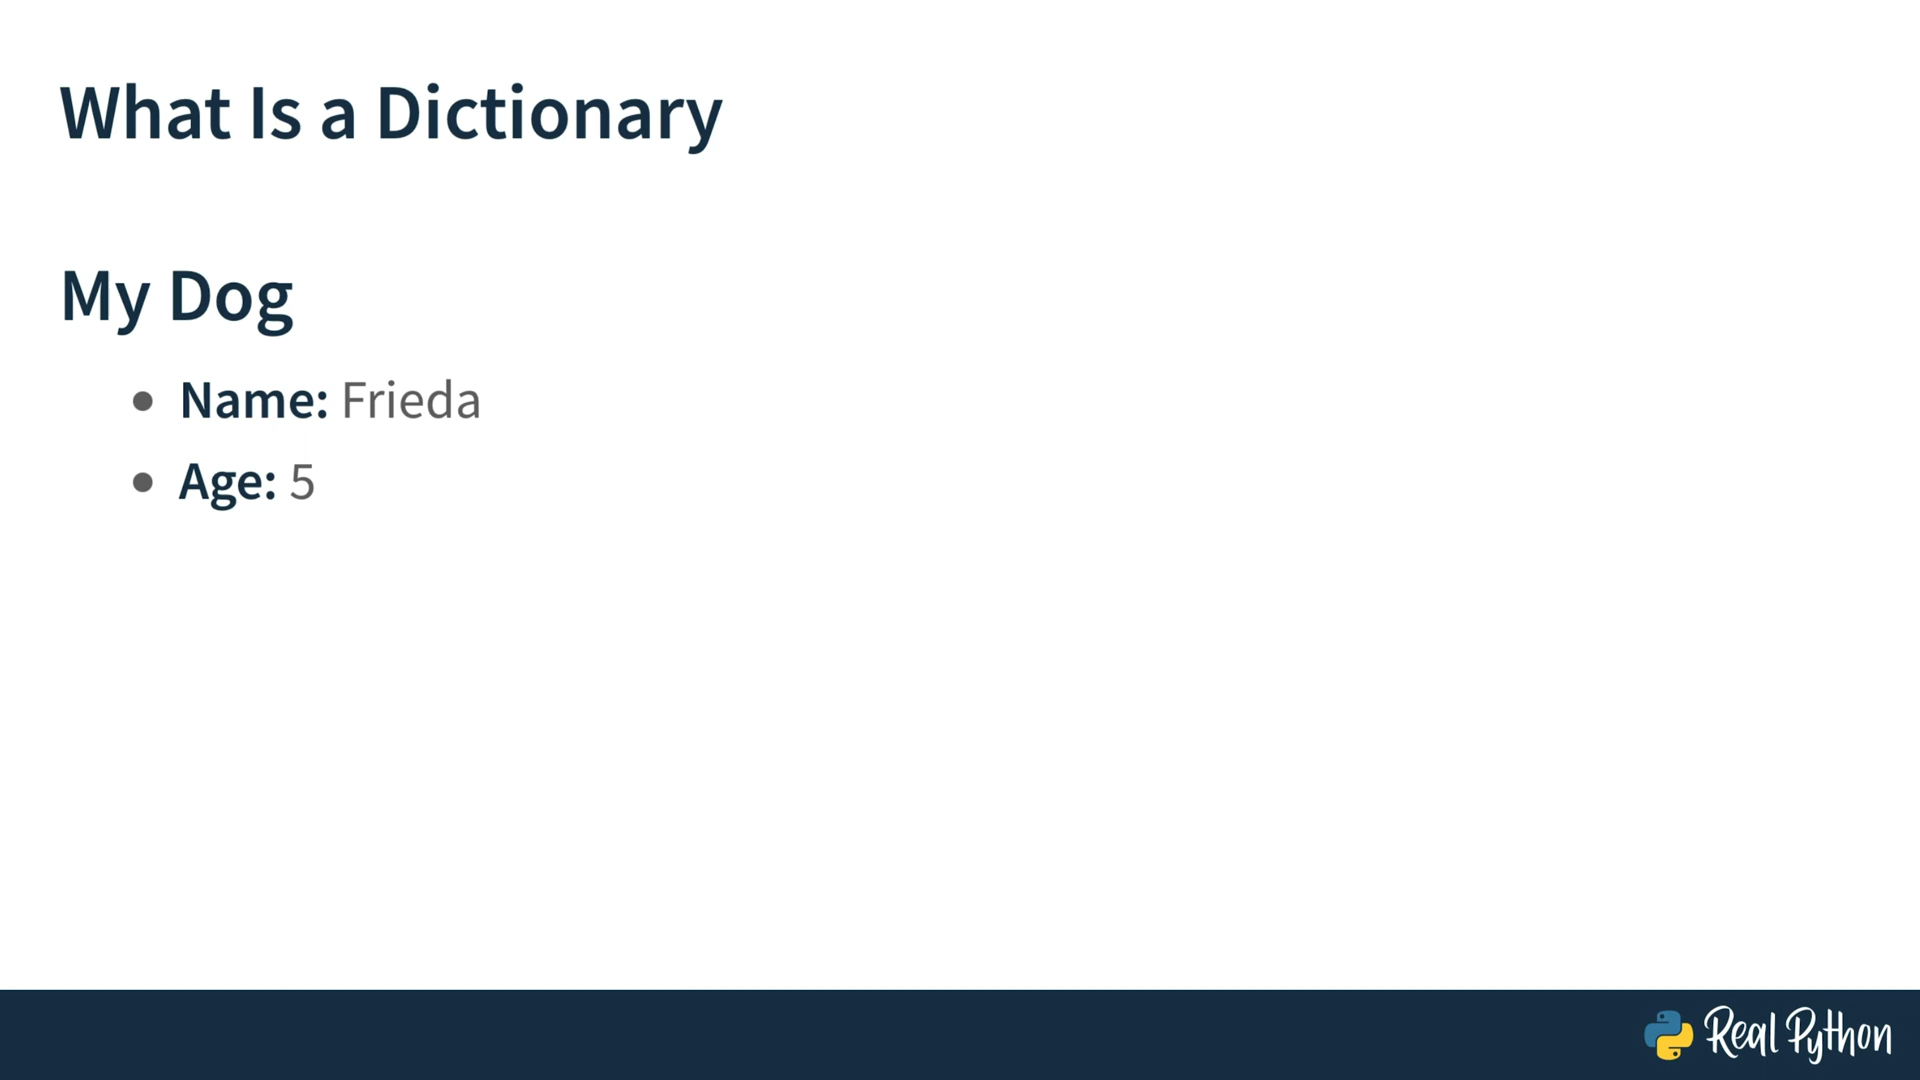 What Is a Dictionary
My Dog
• Name: Frieda
• Age: 5
Real Python